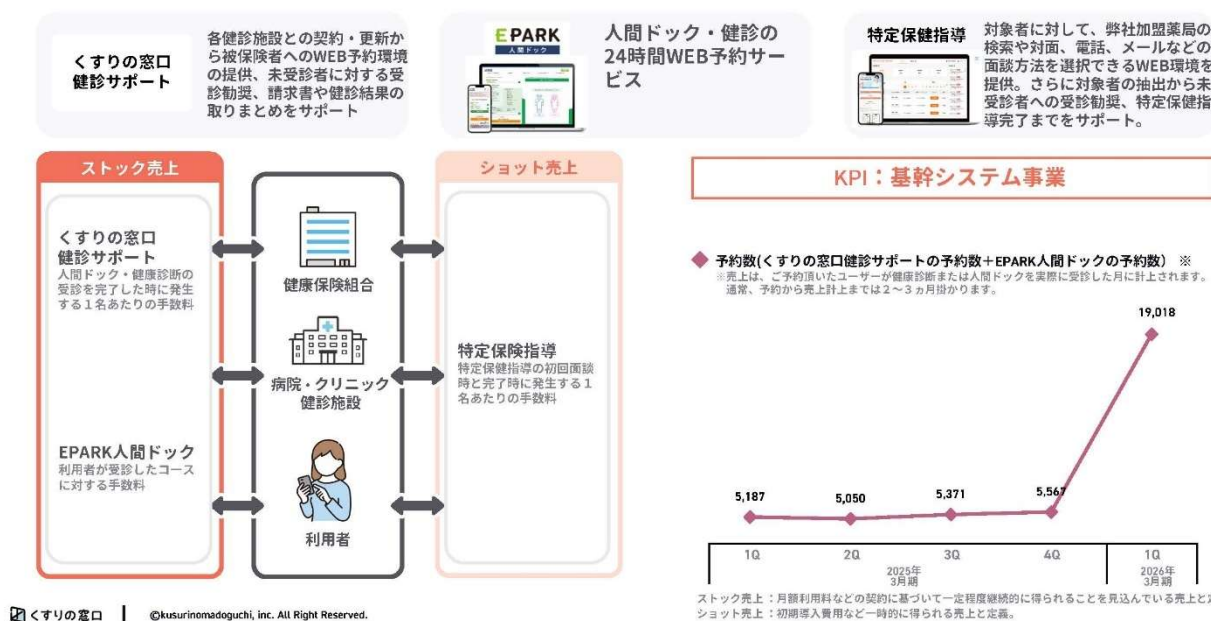 くすりの窓口
健診サポート
各健診施設との契約・更新か
ら被保険者へのWEB予約環境
の提供、未受診者に対する受
診勧奨、請求書や健診結果の
取りまとめをサポート
EPARK
人間ドック
人間ドック・健診の
24時間WEB予約サー
ビス
特定保健指導
対象者に対して、弊社加盟薬局の
検索や対面、電話、メールなどの
面談方法を選択できるWEB環境を
提供。さらに対象者の抽出から未
受診者への受診勧奨、特定保健指
導完了までをサポート。
ストック売上
くすりの窓口
健診サポート
人間ドック・健康診断の
受診を完了した時に発生
する1名あたりの手数料
EPARK人間ドック
利用者が受診したコース
に対する手数料
健康保険組合
病院・クリニック
健診施設
利用者
ショット売上
特定保険指導
特定保健指導の初回面談
時と完了時に発生する1
名あたりの手数料
KPI：基幹システム事業
予約数(くすりの窓口健診サポートの予約数＋EPARK人間ドックの予約数) ※
※売上は、ご予約頂いたユーザーが健康診断または人間ドックを実際に受診した月に計上されます。
通常、予約から売上計上までは2～3ヵ月掛かります。
19,018
5,187
5,050
5,371
5,567
1Q
2Q
3Q
4Q
1Q
2025年
3月期
2026年
3月期
ストック売上：月額利用料などの契約に基づいて一定程度継続的に得られることを見込んでいる売上と
ショット売上：初期導入費用など一時的に得られる売上と定義。
くすりの窓口
©kusurinomadoguchi, inc. All Right Reserved.